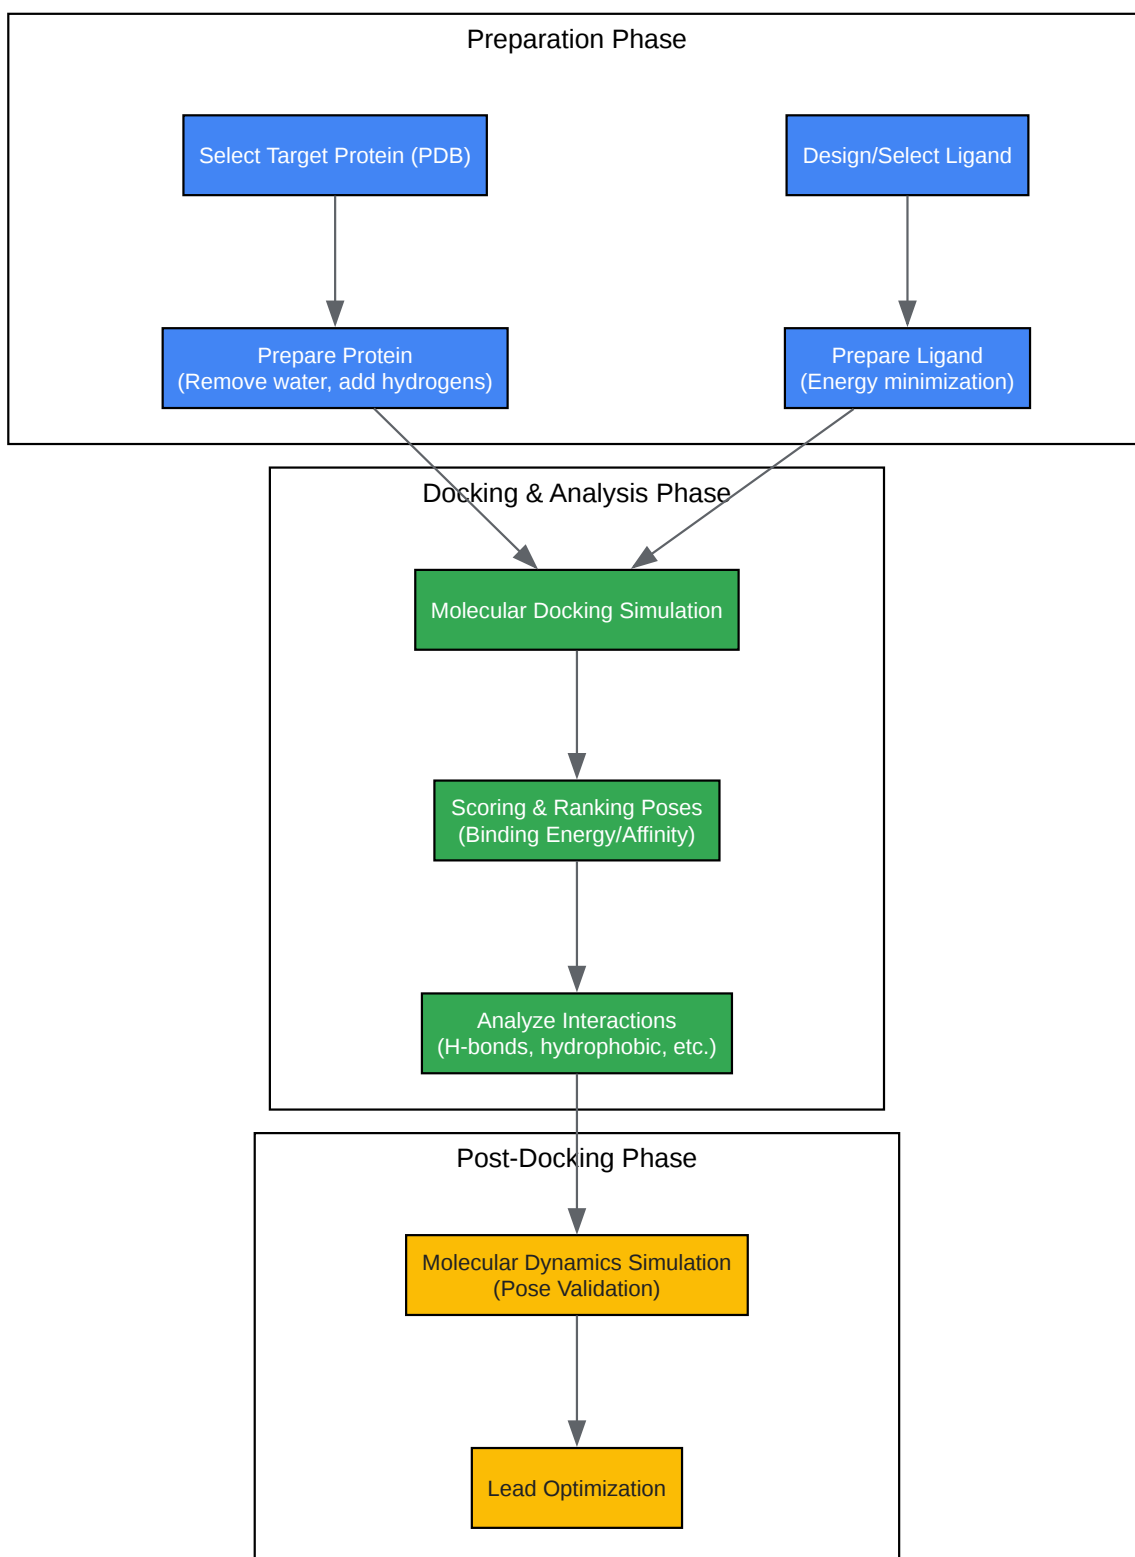 Preparation Phase
Select Target Protein (PDB)
Design/Select Ligand
Prepare Protein
(Remove water, add hydrogens)
Prepare Ligand
(Energy minimization)
Docking & Analysis Phase
Molecular Docking Simulation
Scoring & Ranking Poses
(Binding Energy/Affinity)
Analyze Interactions
(H-bonds, hydrophobic, etc.)
Post-Docking Phase
Molecular Dynamics Simulation
(Pose Validation)
Lead Optimization